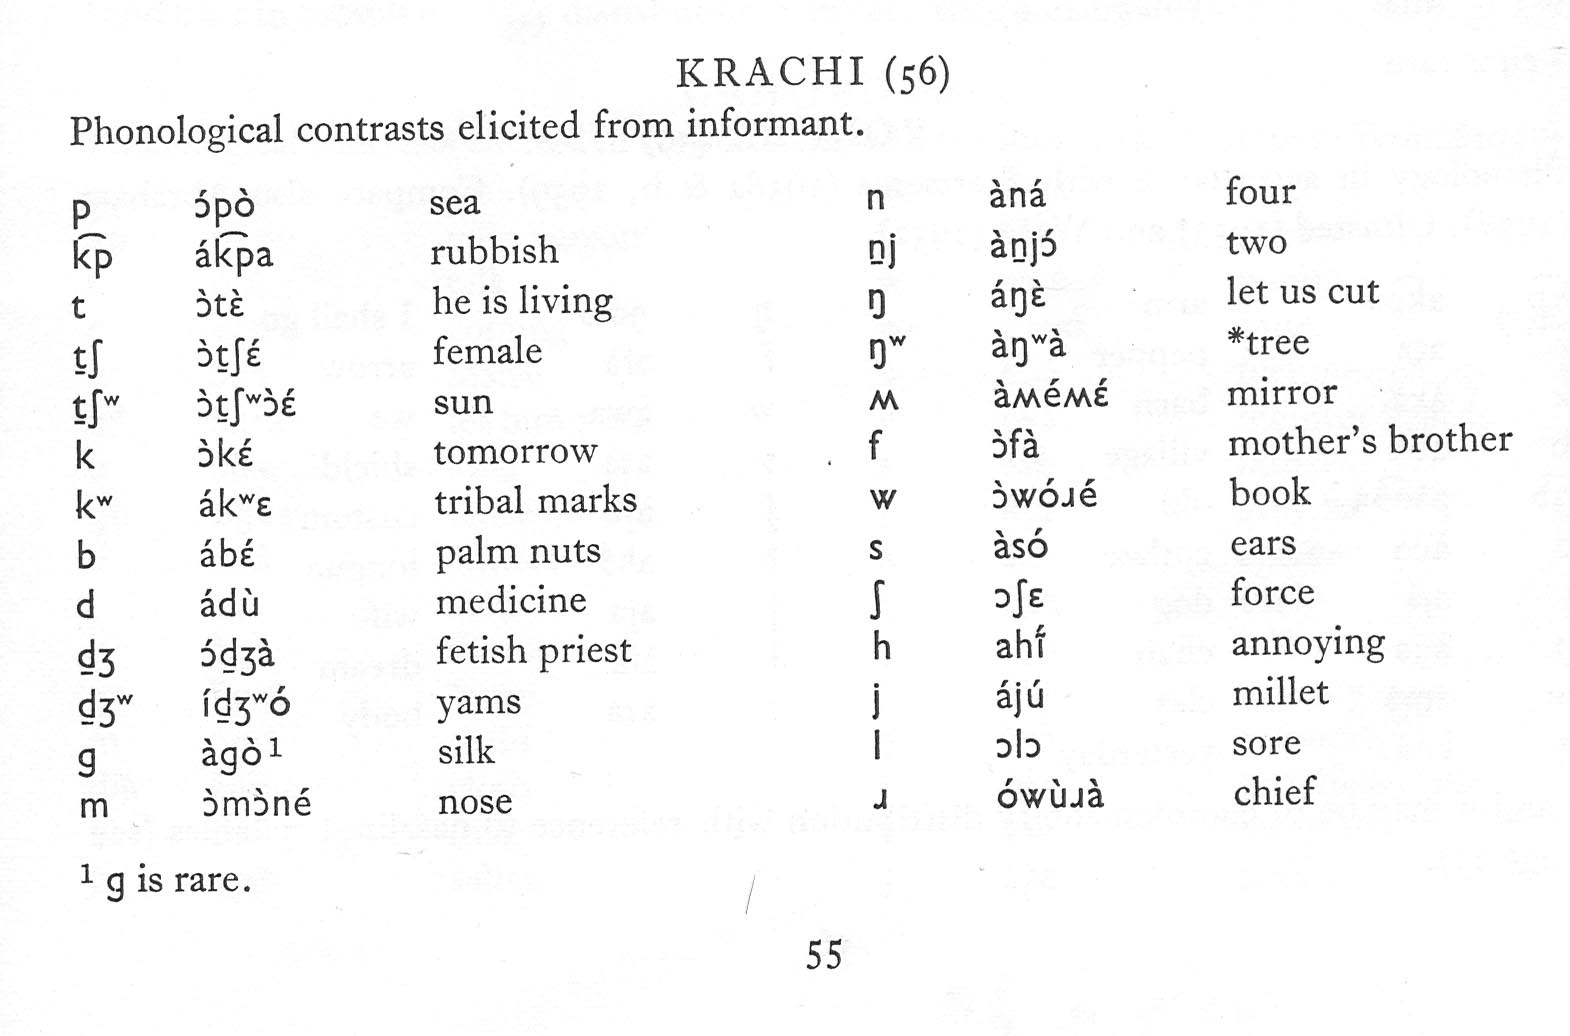 KRACHI (56)
Phonological contrasts elicited from informant.
p ɔ́pò sea
k͡p ák͡pa rubbish
t ɔ̀tɛ̀ he is living
t̠ʃ ɔ̀t̠ʃɛ́ female
t̠ʃʷ ɔ̀t̠ʃʷɔ̀ɛ́ sun
k ɔ̀kɛ́ tomorrow
kʷ ákʷɛ tribal marks
b ábɛ́ palm nuts
d ádù medicine
d̠ʒ ɔ́d̠ʒà fetish priest
d̠ʒʷ íd̠ʒʷó yams
g àgò¹ silk
m ɔ̀mɔ̀né nose
n àná four
n̠j àn̠jɔ́ two
ŋ áŋɛ̀ let us cut
ŋʷ àŋʷà *tree
ʍ àʍéʍɛ́ mirror
f ɔ̀fà mother’s brother
w ɔ̀wóɹé book
s àsó ears
ʃ ɔʃɛ force
h ahĩ́ annoying
j ájú millet
l ɔlɔ sore
ɹ ówùɹà chief
¹ g is rare.
55